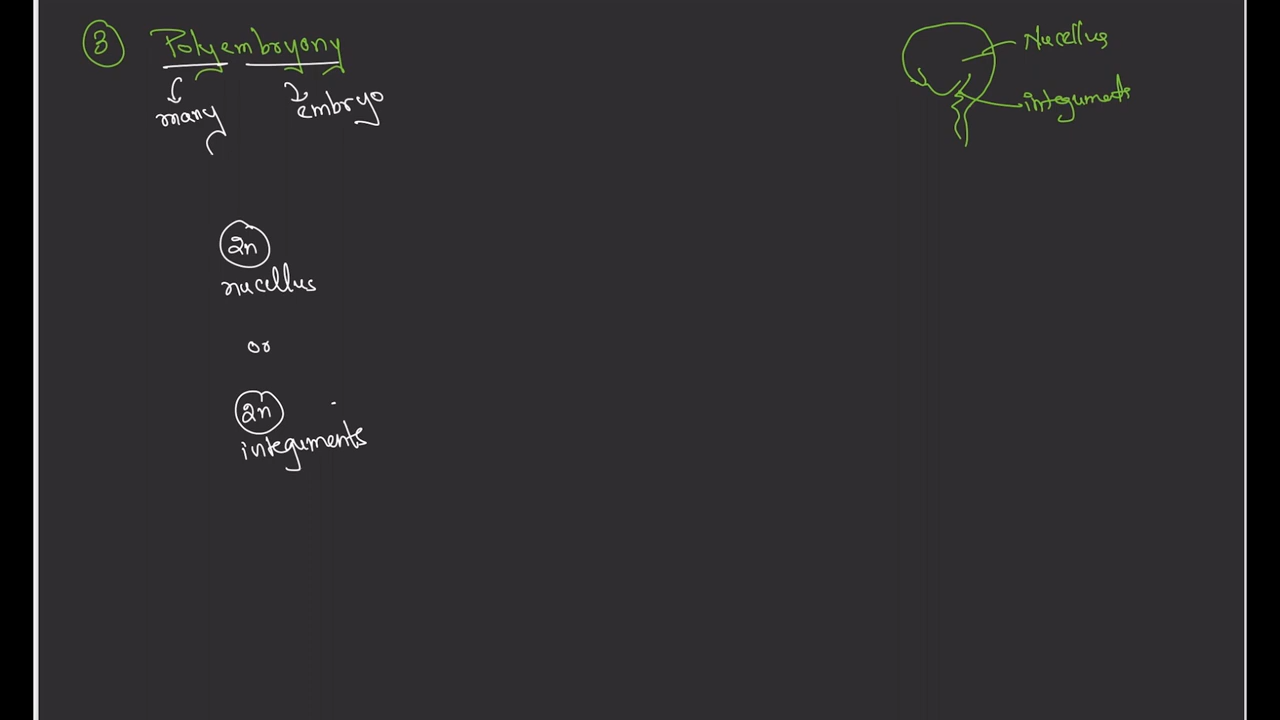 3 Polyembryony
many embryo
Nucellus
integuments
2n
nucellus
or
2n
integuments